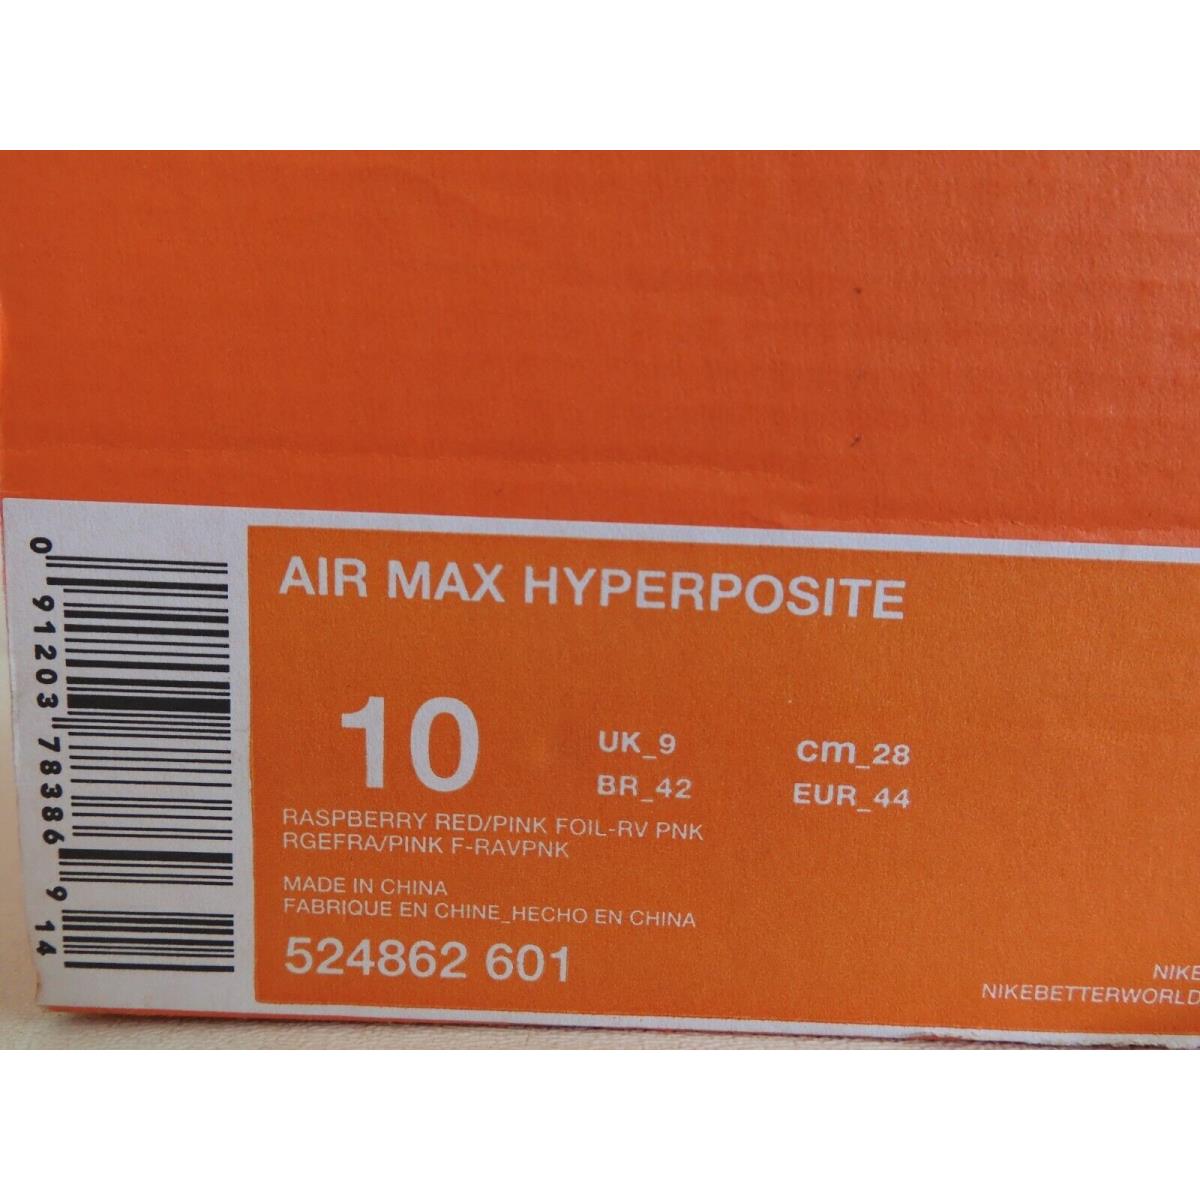 AIR MAX HYPERPOSITE
10
UK_9
cm_28
BR_42
EUR_44
RASPBERRY RED/PINK FOIL-RV PNK
RGEFRA/PINK F-RAVPNK
MADE IN CHINA
FABRIQUE EN CHINE_HECHO EN CHINA
524862 601
NIKE
NIKEBETTERWORLD
0 91203 78386 9 14